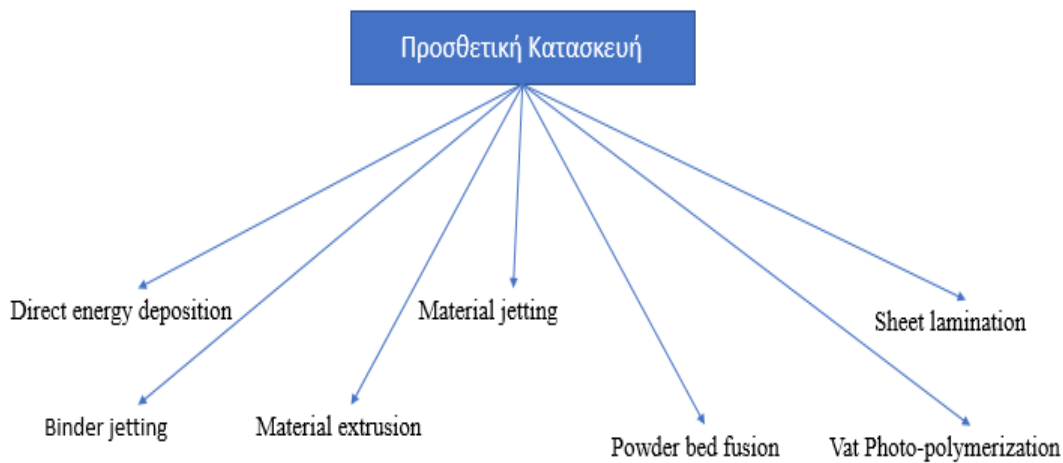 Προσθετική Κατασκευή
Direct energy deposition
Material jetting
Sheet lamination
Binder jetting
Material extrusion
Powder bed fusion
Vat Photo-polymerization